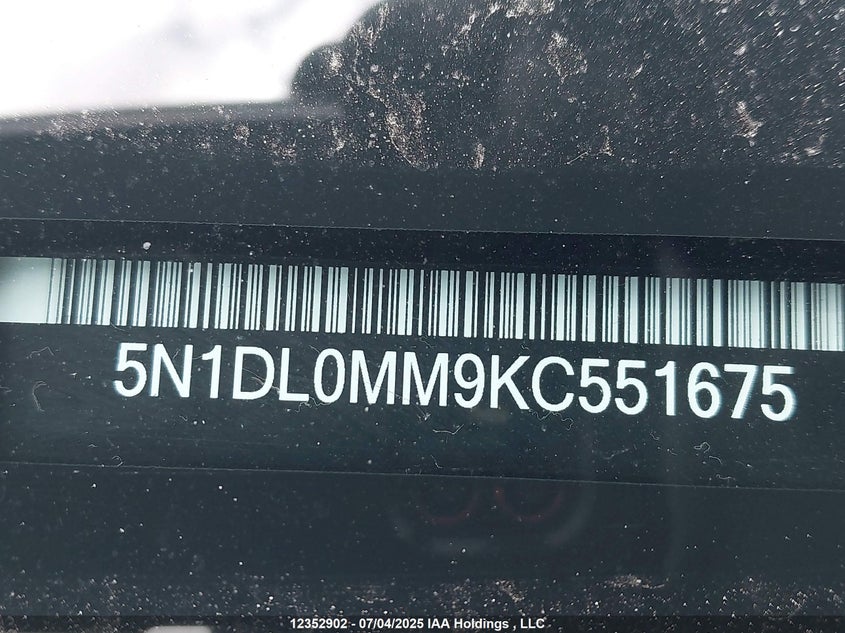 5N1DL0MM9KC551675
12352902 - 07/04/2025 IAA Holdings , LLC